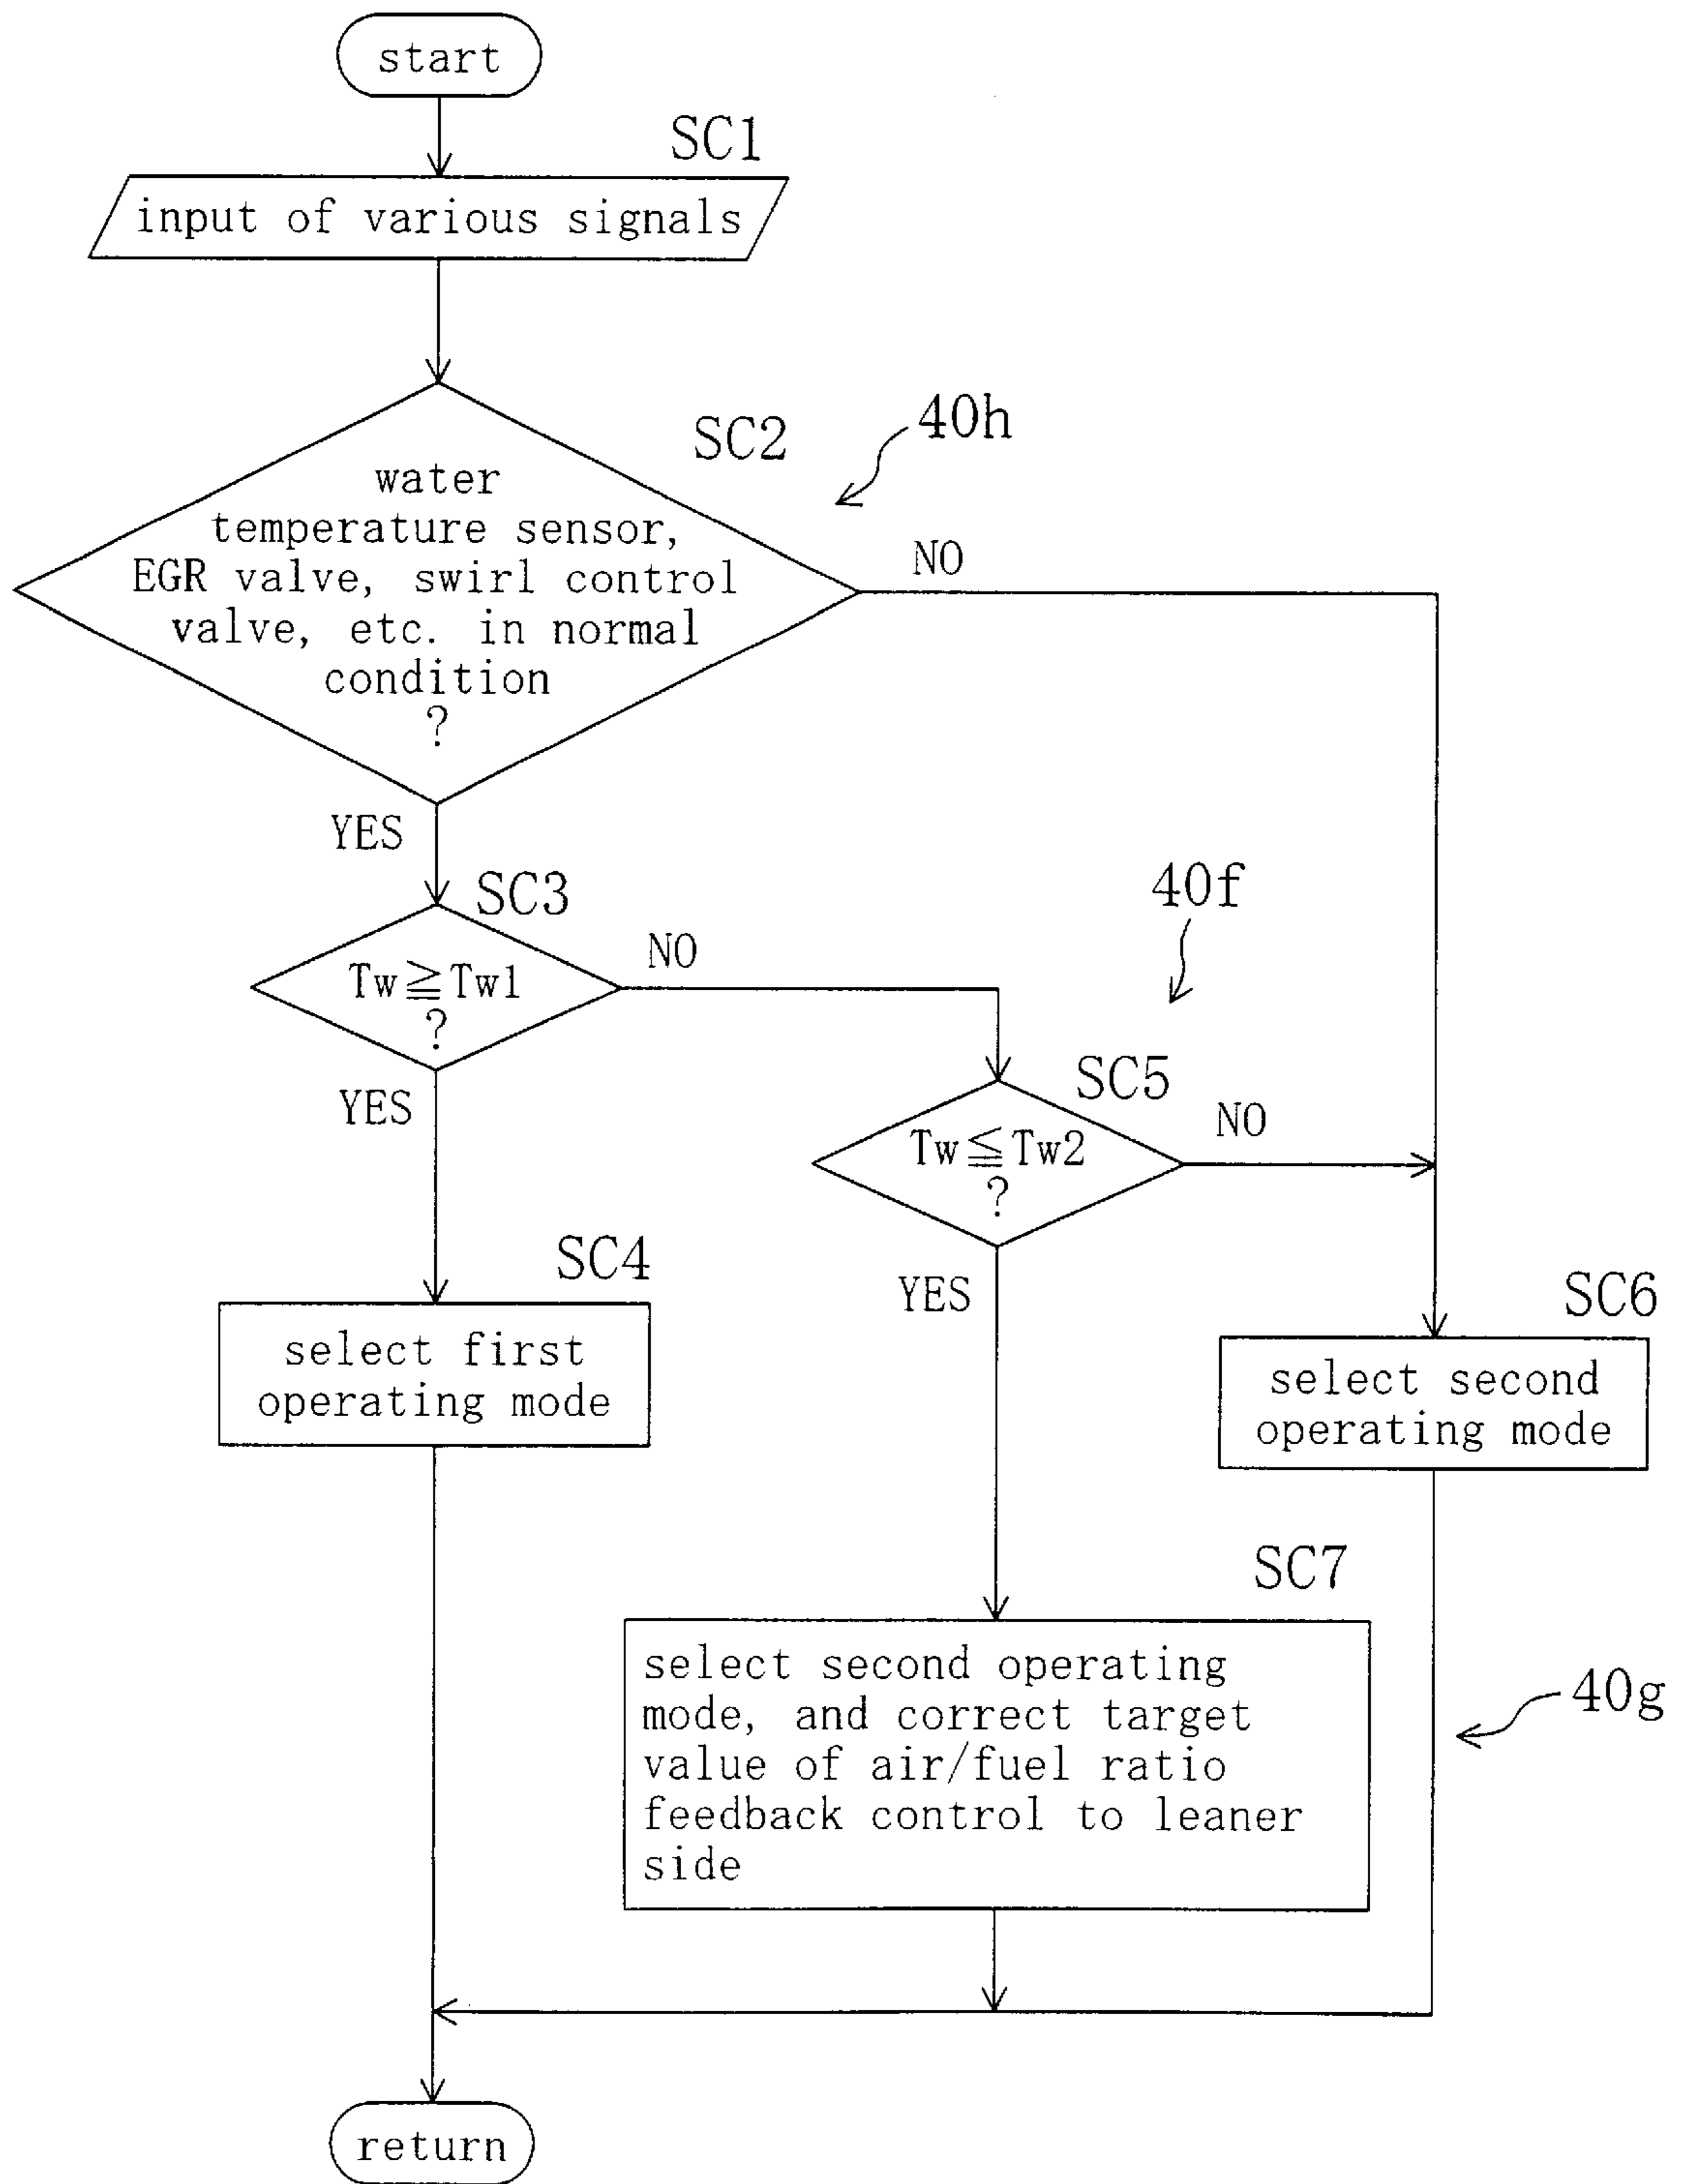 start
SC1
input of various signals
SC2
40h
water
temperature sensor,
EGR valve, swirl control
valve, etc. in normal
condition
?
NO
YES
SC3
40f
Tw≧Tw1
?
NO
YES
SC5
Tw≦Tw2
?
NO
YES
SC4
select first
operating mode
SC6
select second
operating mode
SC7
select second operating
mode, and correct target
value of air/fuel ratio
feedback control to leaner
side
40g
return